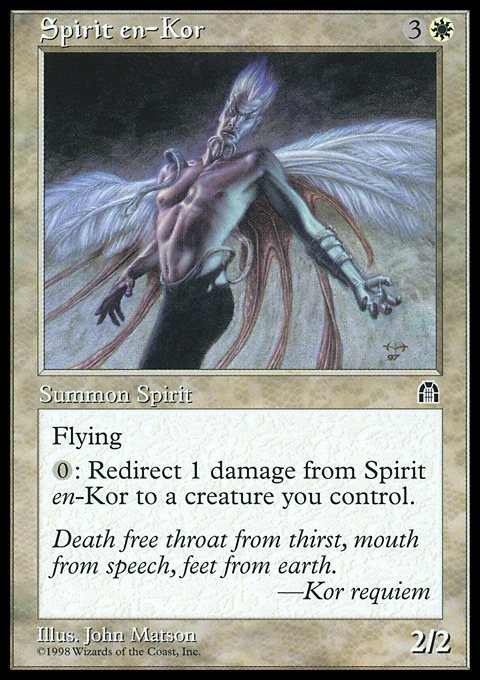 Spirit en-Kor 3
Summon Spirit
Flying
0: Redirect 1 damage from Spirit
en-Kor to a creature you control.
Death free throat from thirst, mouth
from speech, feet from earth.
—Kor requiem
Illus. John Matson
2/2
©1998 Wizards of the Coast, Inc.